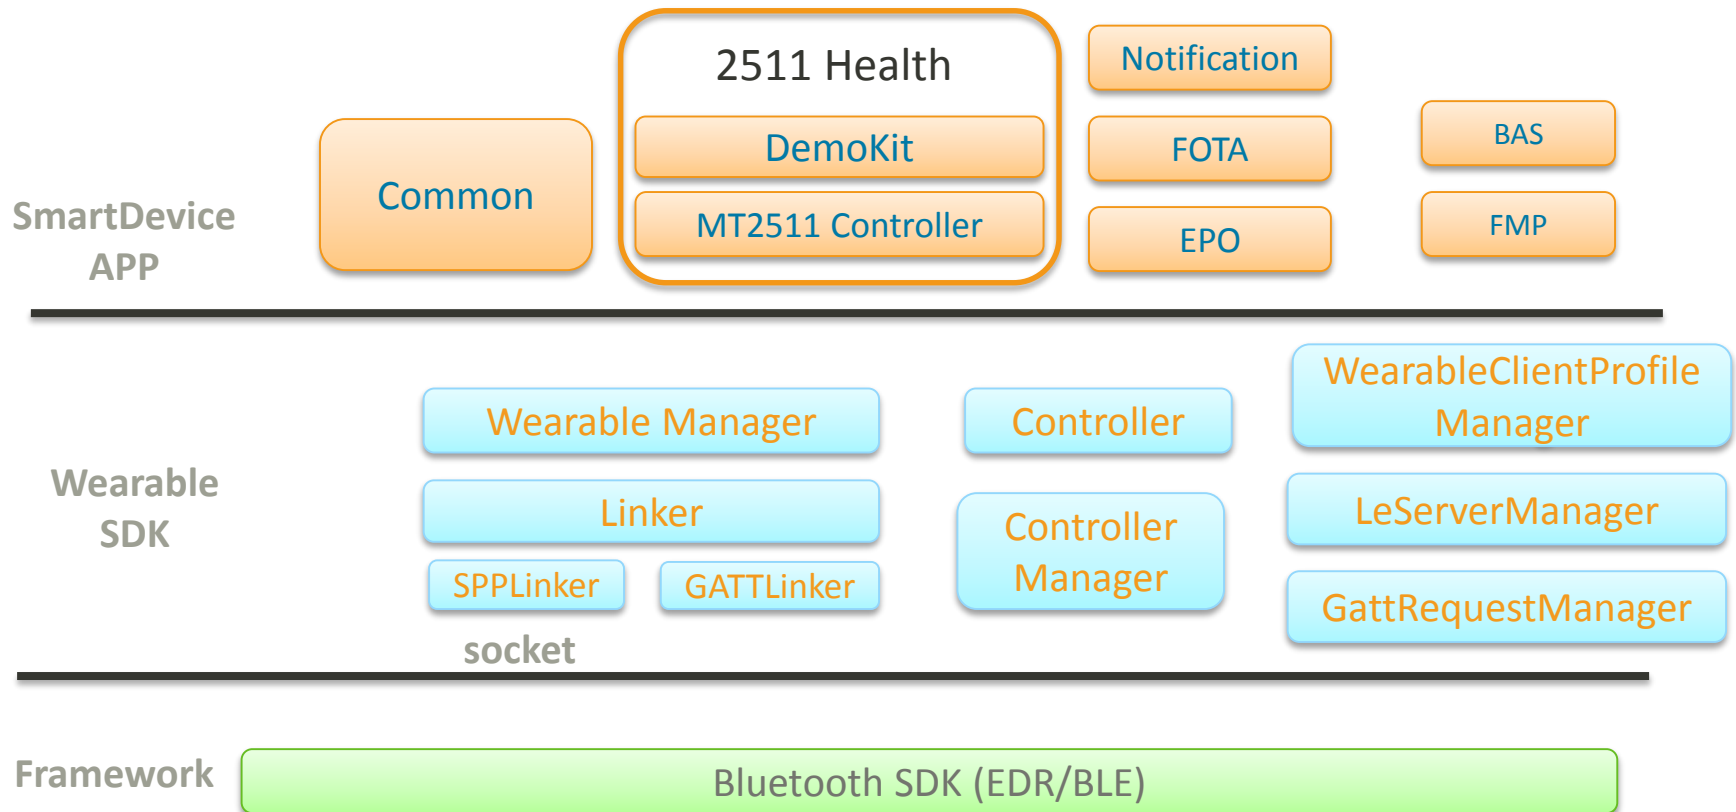 2511 Health
Notification
DemoKit
FOTA
BAS
Common
MT2511 Controller
EPO
FMP
SmartDevice
APP
WearableClientProfile
Manager
Wearable Manager
Controller
Linker
Controller
Manager
LeServerManager
SPPLinker
GATTLinker
GattRequestManager
Wearable
SDK
socket
Framework
Bluetooth SDK (EDR/BLE)